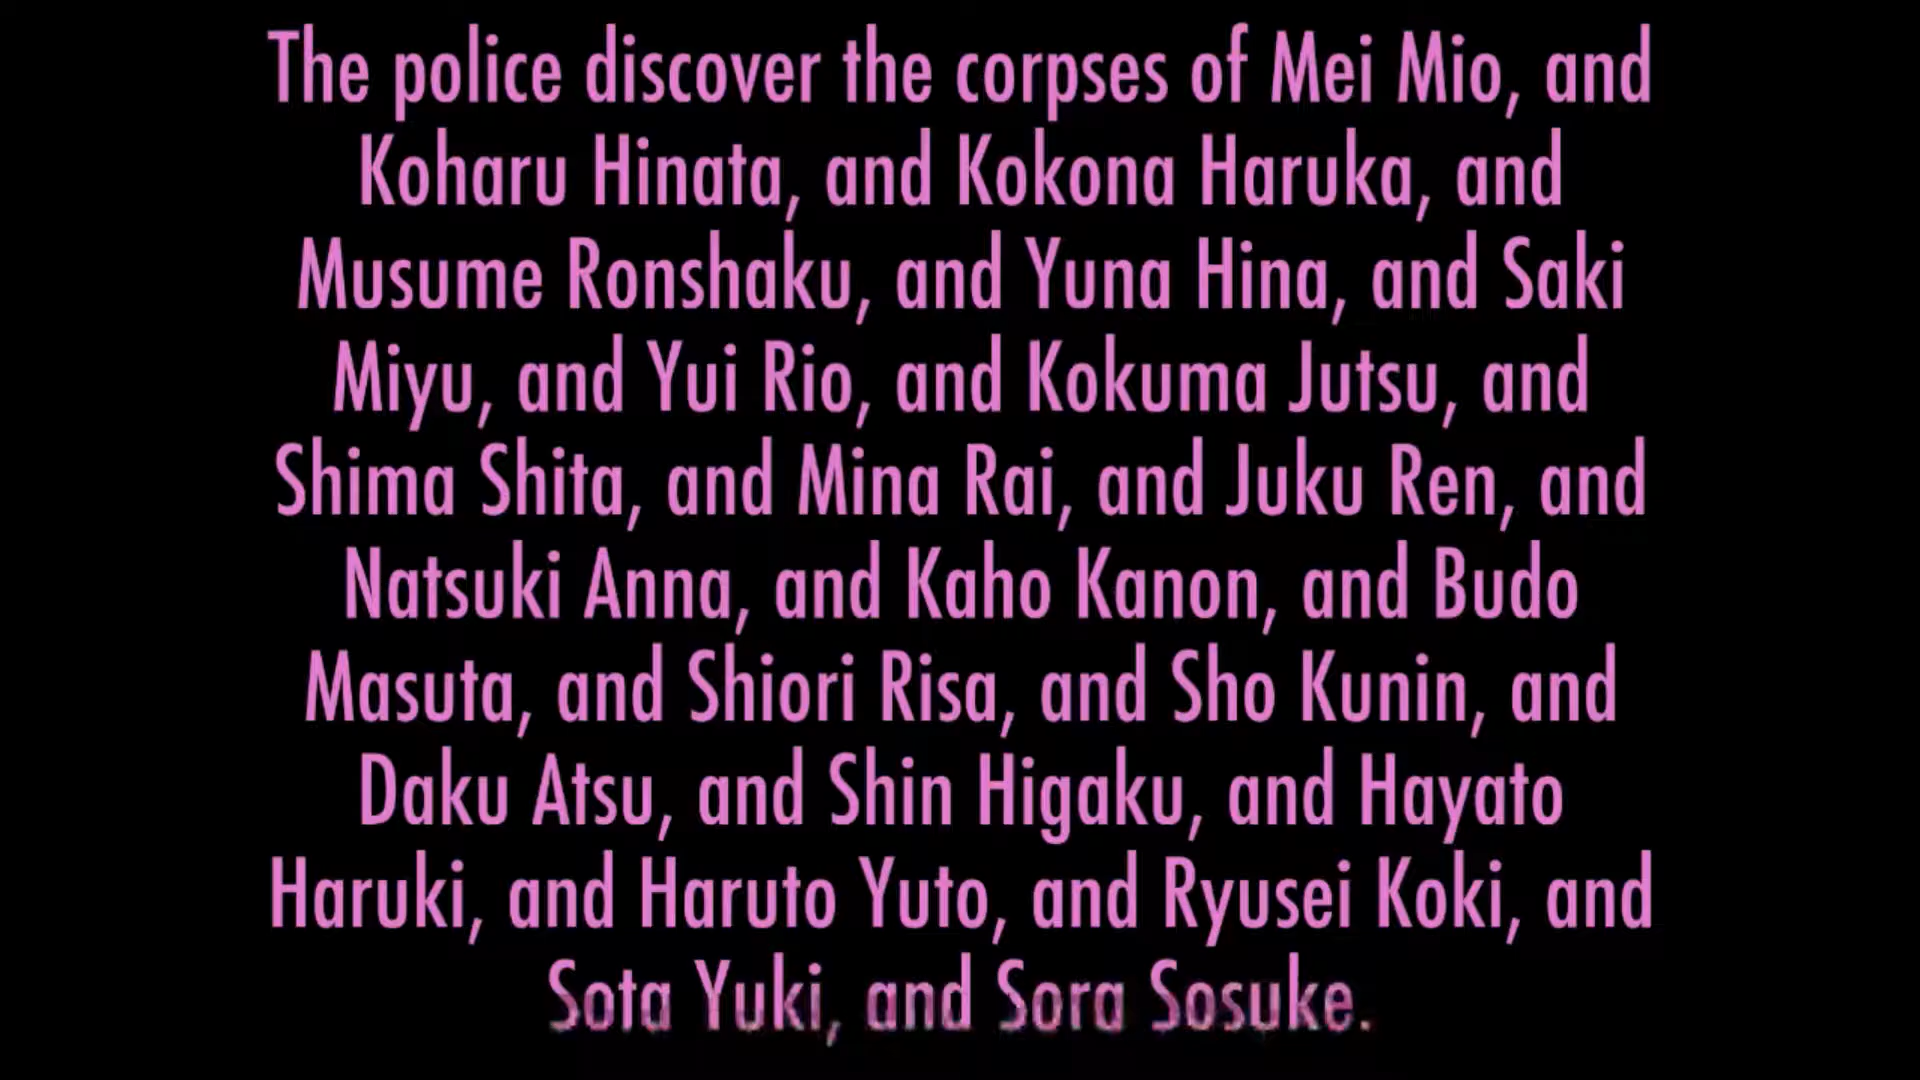 The police discover the corpses of Mei Mio, and
Koharu Hinata, and Kokona Haruka, and
Musume Ronshaku, and Yuna Hina, and Saki
Miyu, and Yui Rio, and Kokuma Jutsu, and
Shima Shita, and Mina Rai, and Juku Ren, and
Natsuki Anna, and Kaho Kanon, and Budo
Masuta, and Shiori Risa, and Sho Kunin, and
Daku Atsu, and Shin Higaku, and Hayato
Haruki, and Haruto Yuto, and Ryusei Koki, and
Sota Yuki, and Sora Sosuke.